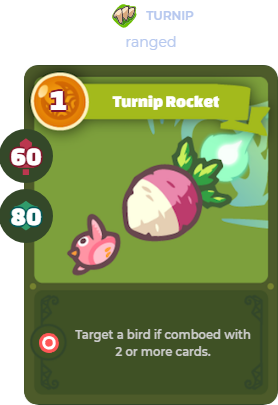 TURNIP
ranged
1
Turnip Rocket
60
80
Target a bird if comboed with
2 or more cards.